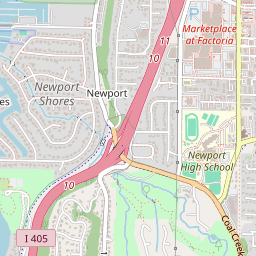 11
Marketplace
at Factoria
10
Newport
Shores
es
Newport
Newport
High School
10
I 405
Coal Creek